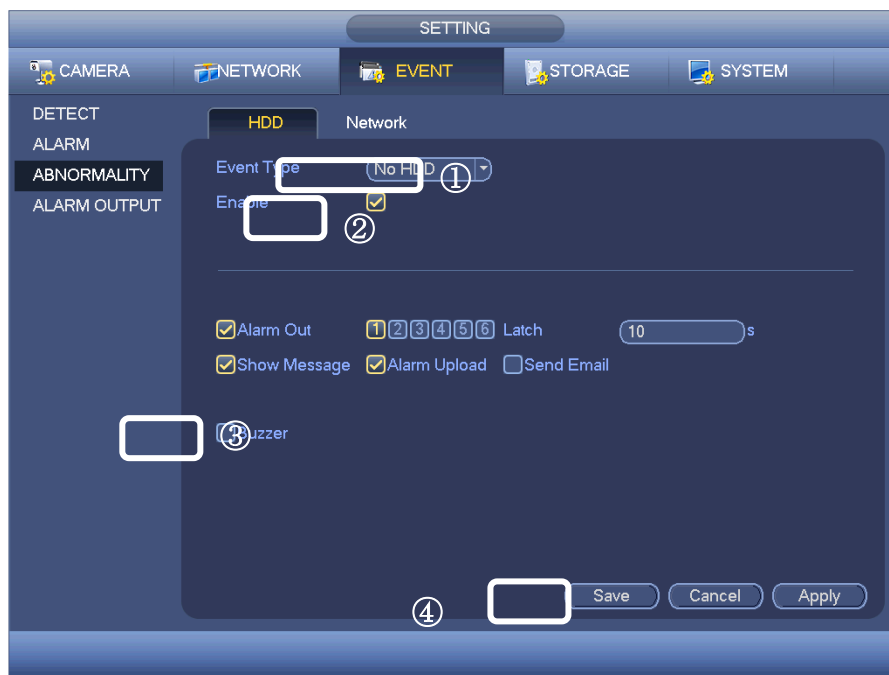 SETTING
CAMERA NETWORK EVENT STORAGE SYSTEM
DETECT
ALARM
ABNORMALITY
ALARM OUTPUT
HDD Network
Event Type No HDD ①
Enable ②
Alarm Out 1 2 3 4 5 6 Latch 10 s
Show Message Alarm Upload Send Email
③ Buzzer
④ Save Cancel Apply